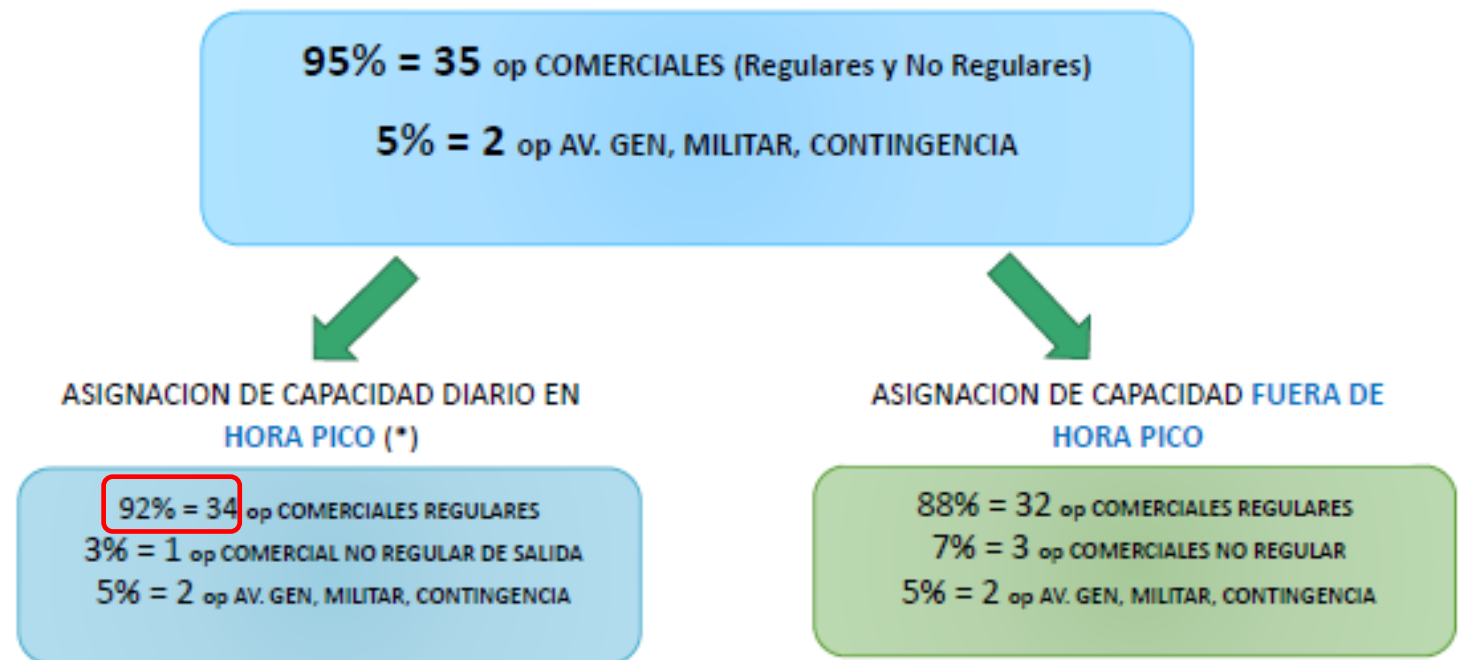 95% = 35 op COMERCIALES (Regulares y No Regulares)
5% = 2 op AV. GEN, MILITAR, CONTINGENCIA
ASIGNACION DE CAPACIDAD DIARIO EN
HORA PICO (*)
92% = 34 op COMERCIALES REGULARES
3% = 1 op COMERCIAL NO REGULAR DE SALIDA
5% = 2 op AV. GEN, MILITAR, CONTINGENCIA
ASIGNACION DE CAPACIDAD FUERA DE
HORA PICO
88% = 32 op COMERCIALES REGULARES
7% = 3 op COMERCIALES NO REGULAR
5% = 2 op AV. GEN, MILITAR, CONTINGENCIA